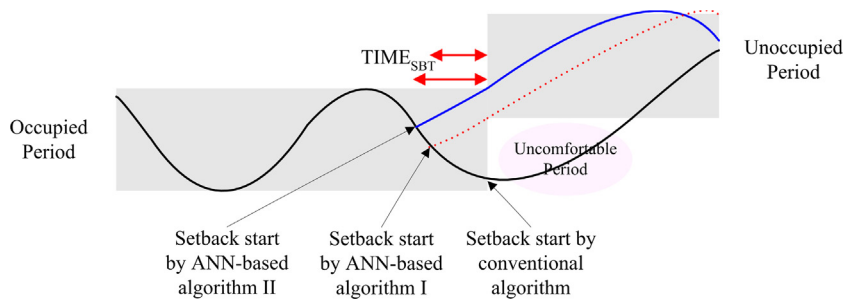 TIME_SBT
Unoccupied
Period
Occupied
Period
Uncomfortable
Period
Setback start
by ANN-based
algorithm II
Setback start
by ANN-based
algorithm I
Setback start by
conventional
algorithm